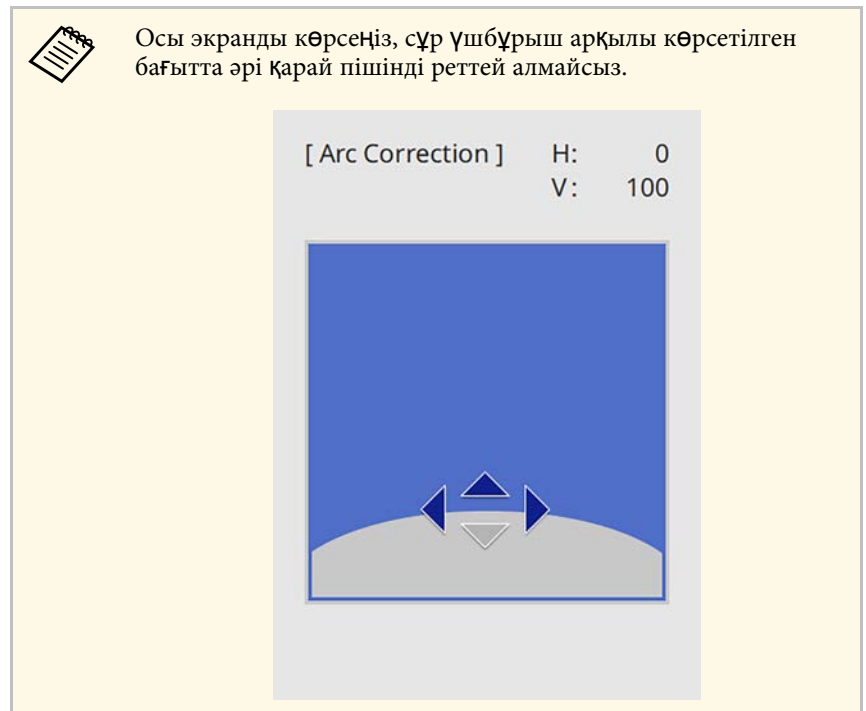 Осы экранды көрсеңіз, сұр үшбұрыш арқылы көрсетілген
бағытта әрі қарай пішінді реттей алмайсыз.
[ Arc Correction ] H: 0
V: 100